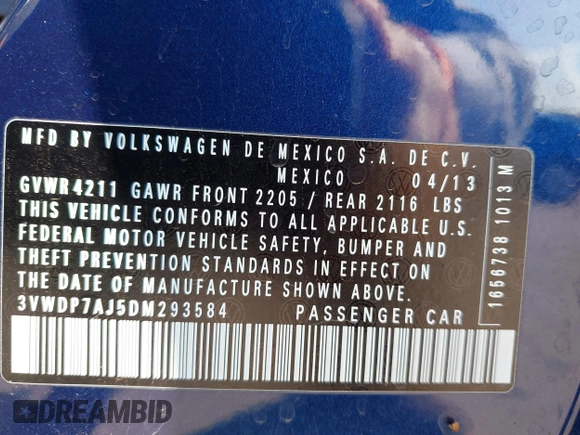 MFD BY VOLKSWAGEN DE MEXICO S.A. DE C.V.
MEXICO 04/13
GVWR 4211 GAWR FRONT 2205 / REAR 2116 LBS
THIS VEHICLE CONFORMS TO ALL APPLICABLE U.S.
FEDERAL MOTOR VEHICLE SAFETY, BUMPER AND
THEFT PREVENTION STANDARDS IN EFFECT ON
THE DATE OF MANUFACTURE SHOWN ABOVE.
3VWDP7AJ5DM293584 PASSENGER CAR
1656738 1013 M
DREAMBID